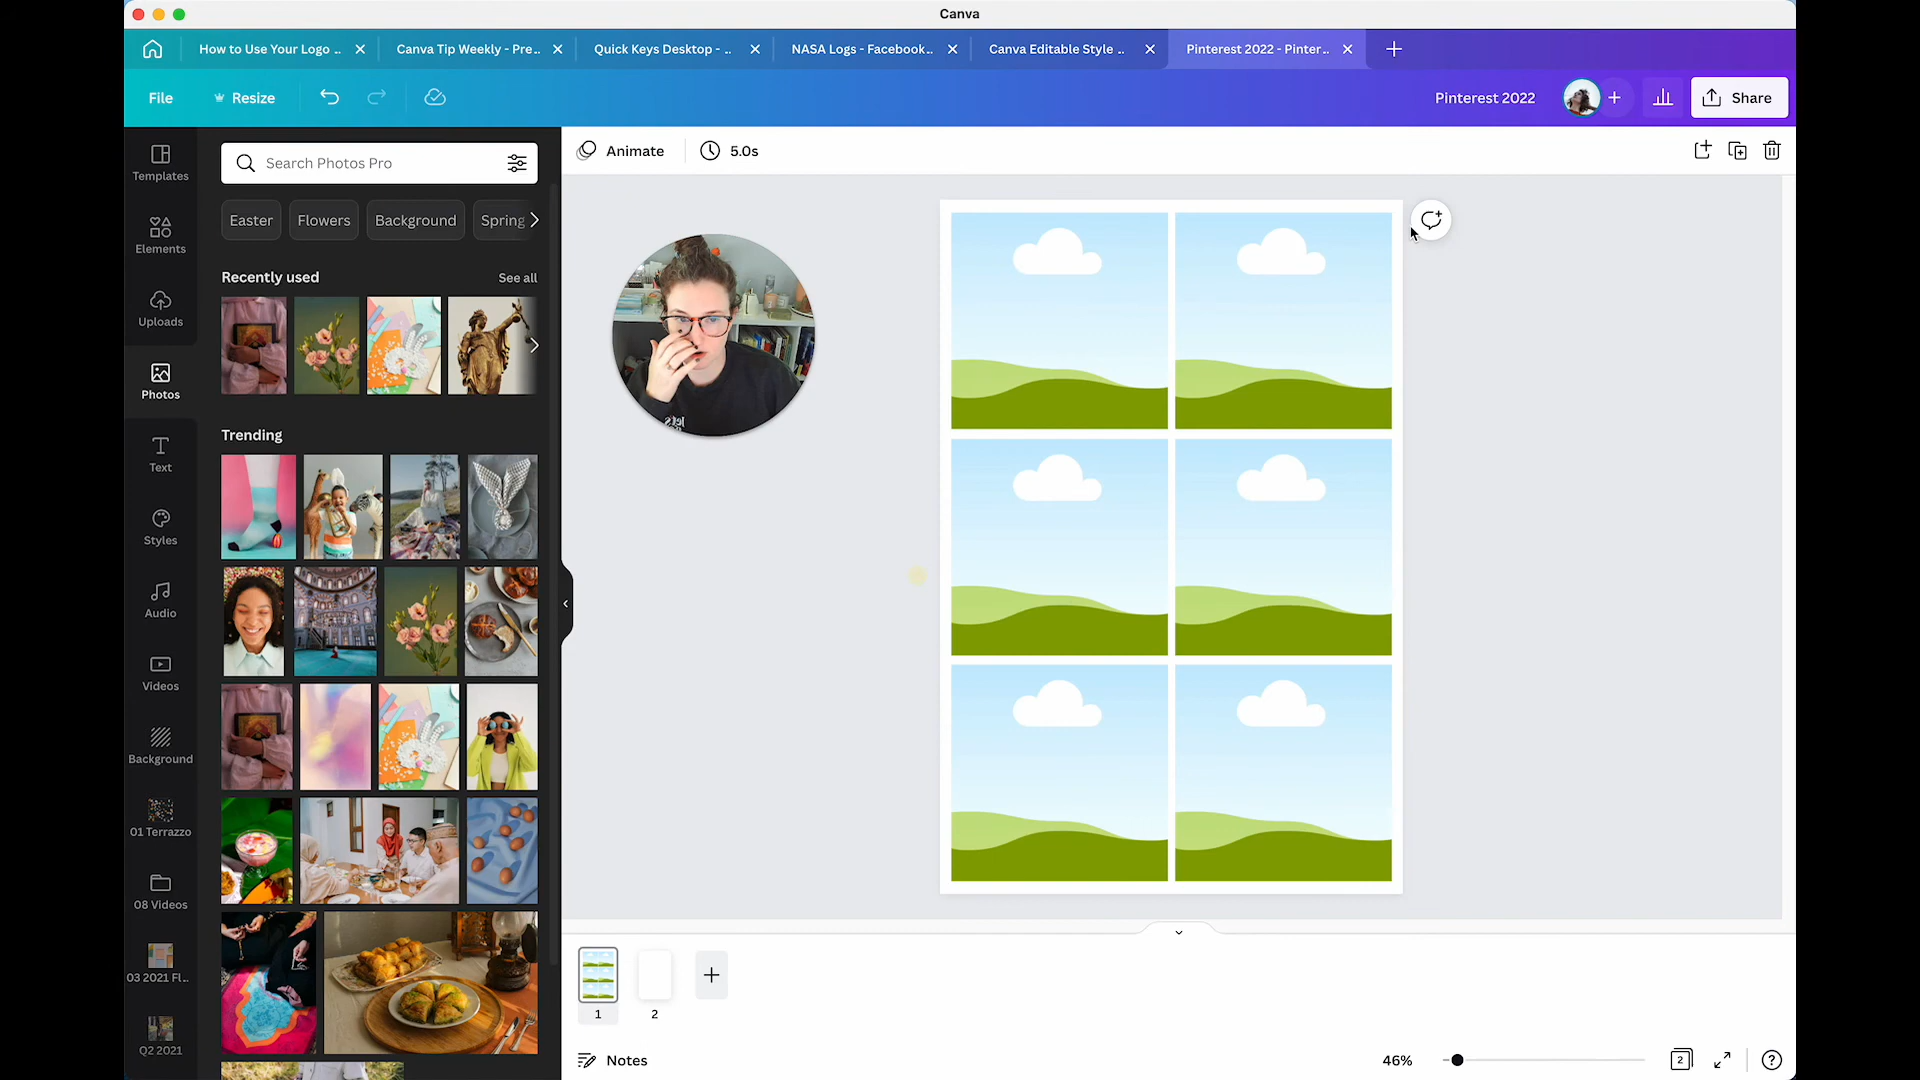 Canva
How to Use Your Logo ..
Canva Tip Weekly - Pre..
Quick Keys Desktop - ..
NASA Logs - Facebook..
Canva Editable Style ..
Pinterest 2022 - Pinter..
File
Resize
Pinterest 2022
Share
Templates
Elements
Uploads
Photos
Text
Styles
Audio
Videos
Background
01 Terrazzo
08 Videos
03 2021 Fl...
Q2 2021
Search Photos Pro
Easter
Flowers
Background
Spring
Recently used
See all
Trending
Animate
5.0s
1
2
Notes
46%
2
?